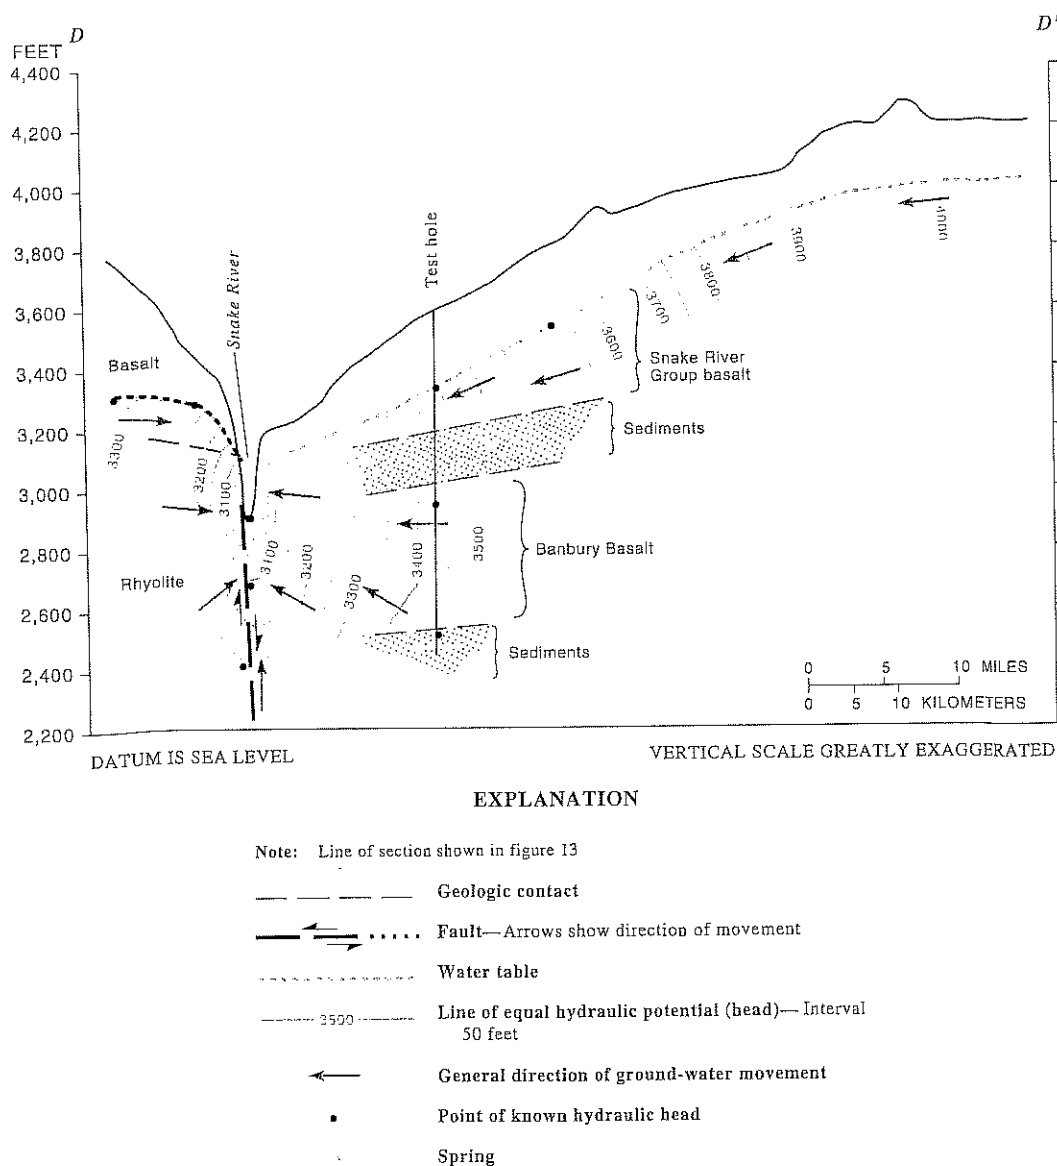 D
D'
FEET
4,400
4,200
4,000
3,800
3,600
3,400
3,200
3,000
2,800
2,600
2,400
2,200
Snake River
Test hole
Basalt
Rhyolite
3300
3200
3100
3100
3200
3300
3400
3500
3600
3700
3800
3900
4000
Snake River
Group basalt
Sediments
Banbury Basalt
Sediments
0 5 10 MILES
0 5 10 KILOMETERS
DATUM IS SEA LEVEL
VERTICAL SCALE GREATLY EXAGGERATED
EXPLANATION
Note: Line of section shown in figure 13
Geologic contact
Fault—Arrows show direction of movement
Water table
3500
Line of equal hydraulic potential (head)— Interval
50 feet
General direction of ground-water movement
Point of known hydraulic head
Spring